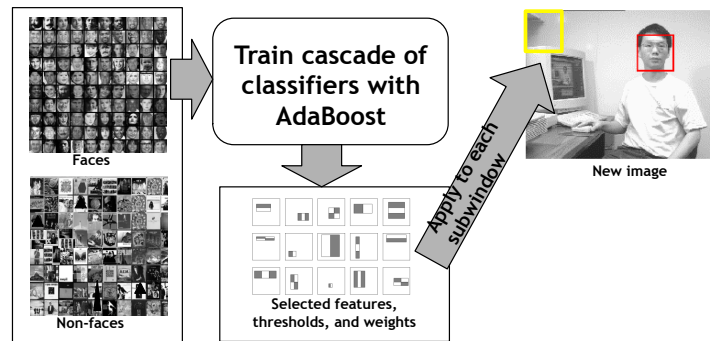 Faces
Non-faces
Train cascade of
classifiers with
AdaBoost
Selected features,
thresholds, and weights
Apply to each
subwindow
New image